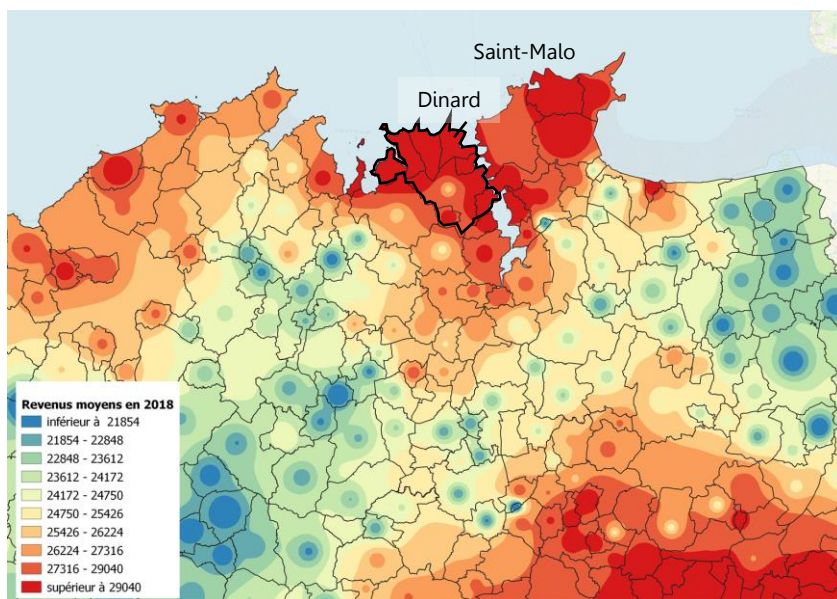 Saint-Malo
Dinard
Revenus moyens en 2018
inférieur à 21854
21854 - 22848
22848 - 23612
23612 - 24172
24172 - 24750
24750 - 25426
25426 - 26224
26224 - 27316
27316 - 29040
supérieur à 29040